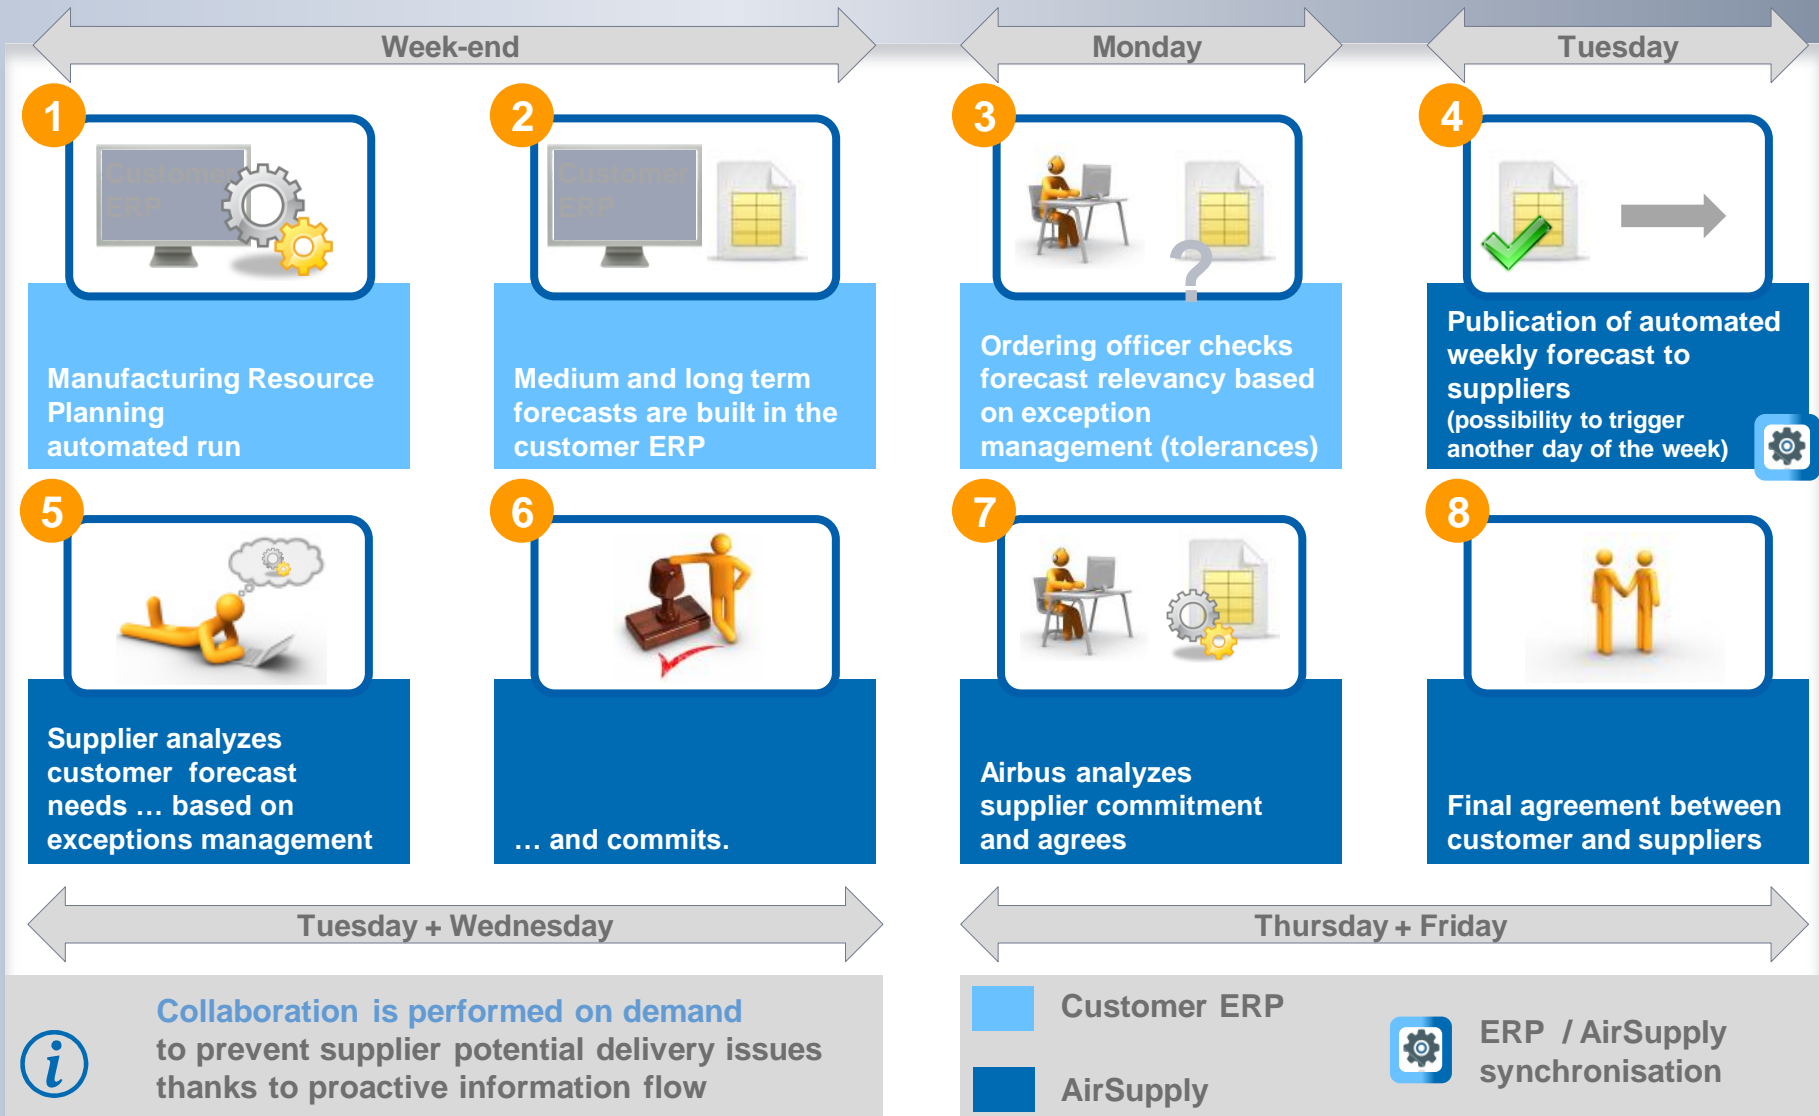 Week-end
Monday
Tuesday
1
2
3
4
Customer
ERP
Customer
ERP
?
Manufacturing Resource
Planning
automated run
Medium and long term
forecasts are built in the
customer ERP
Ordering officer checks
forecast relevancy based
on exception
management (tolerances)
Publication of automated
weekly forecast to
suppliers
(possibility to trigger
another day of the week)
5
6
7
8
Supplier analyzes
customer forecast
needs … based on
exceptions management
… and commits.
Airbus analyzes
supplier commitment
and agrees
Final agreement between
customer and suppliers
Tuesday + Wednesday
Thursday + Friday
i
Collaboration is performed on demand
to prevent supplier potential delivery issues
thanks to proactive information flow
Customer ERP
AirSupply
ERP / AirSupply
synchronisation